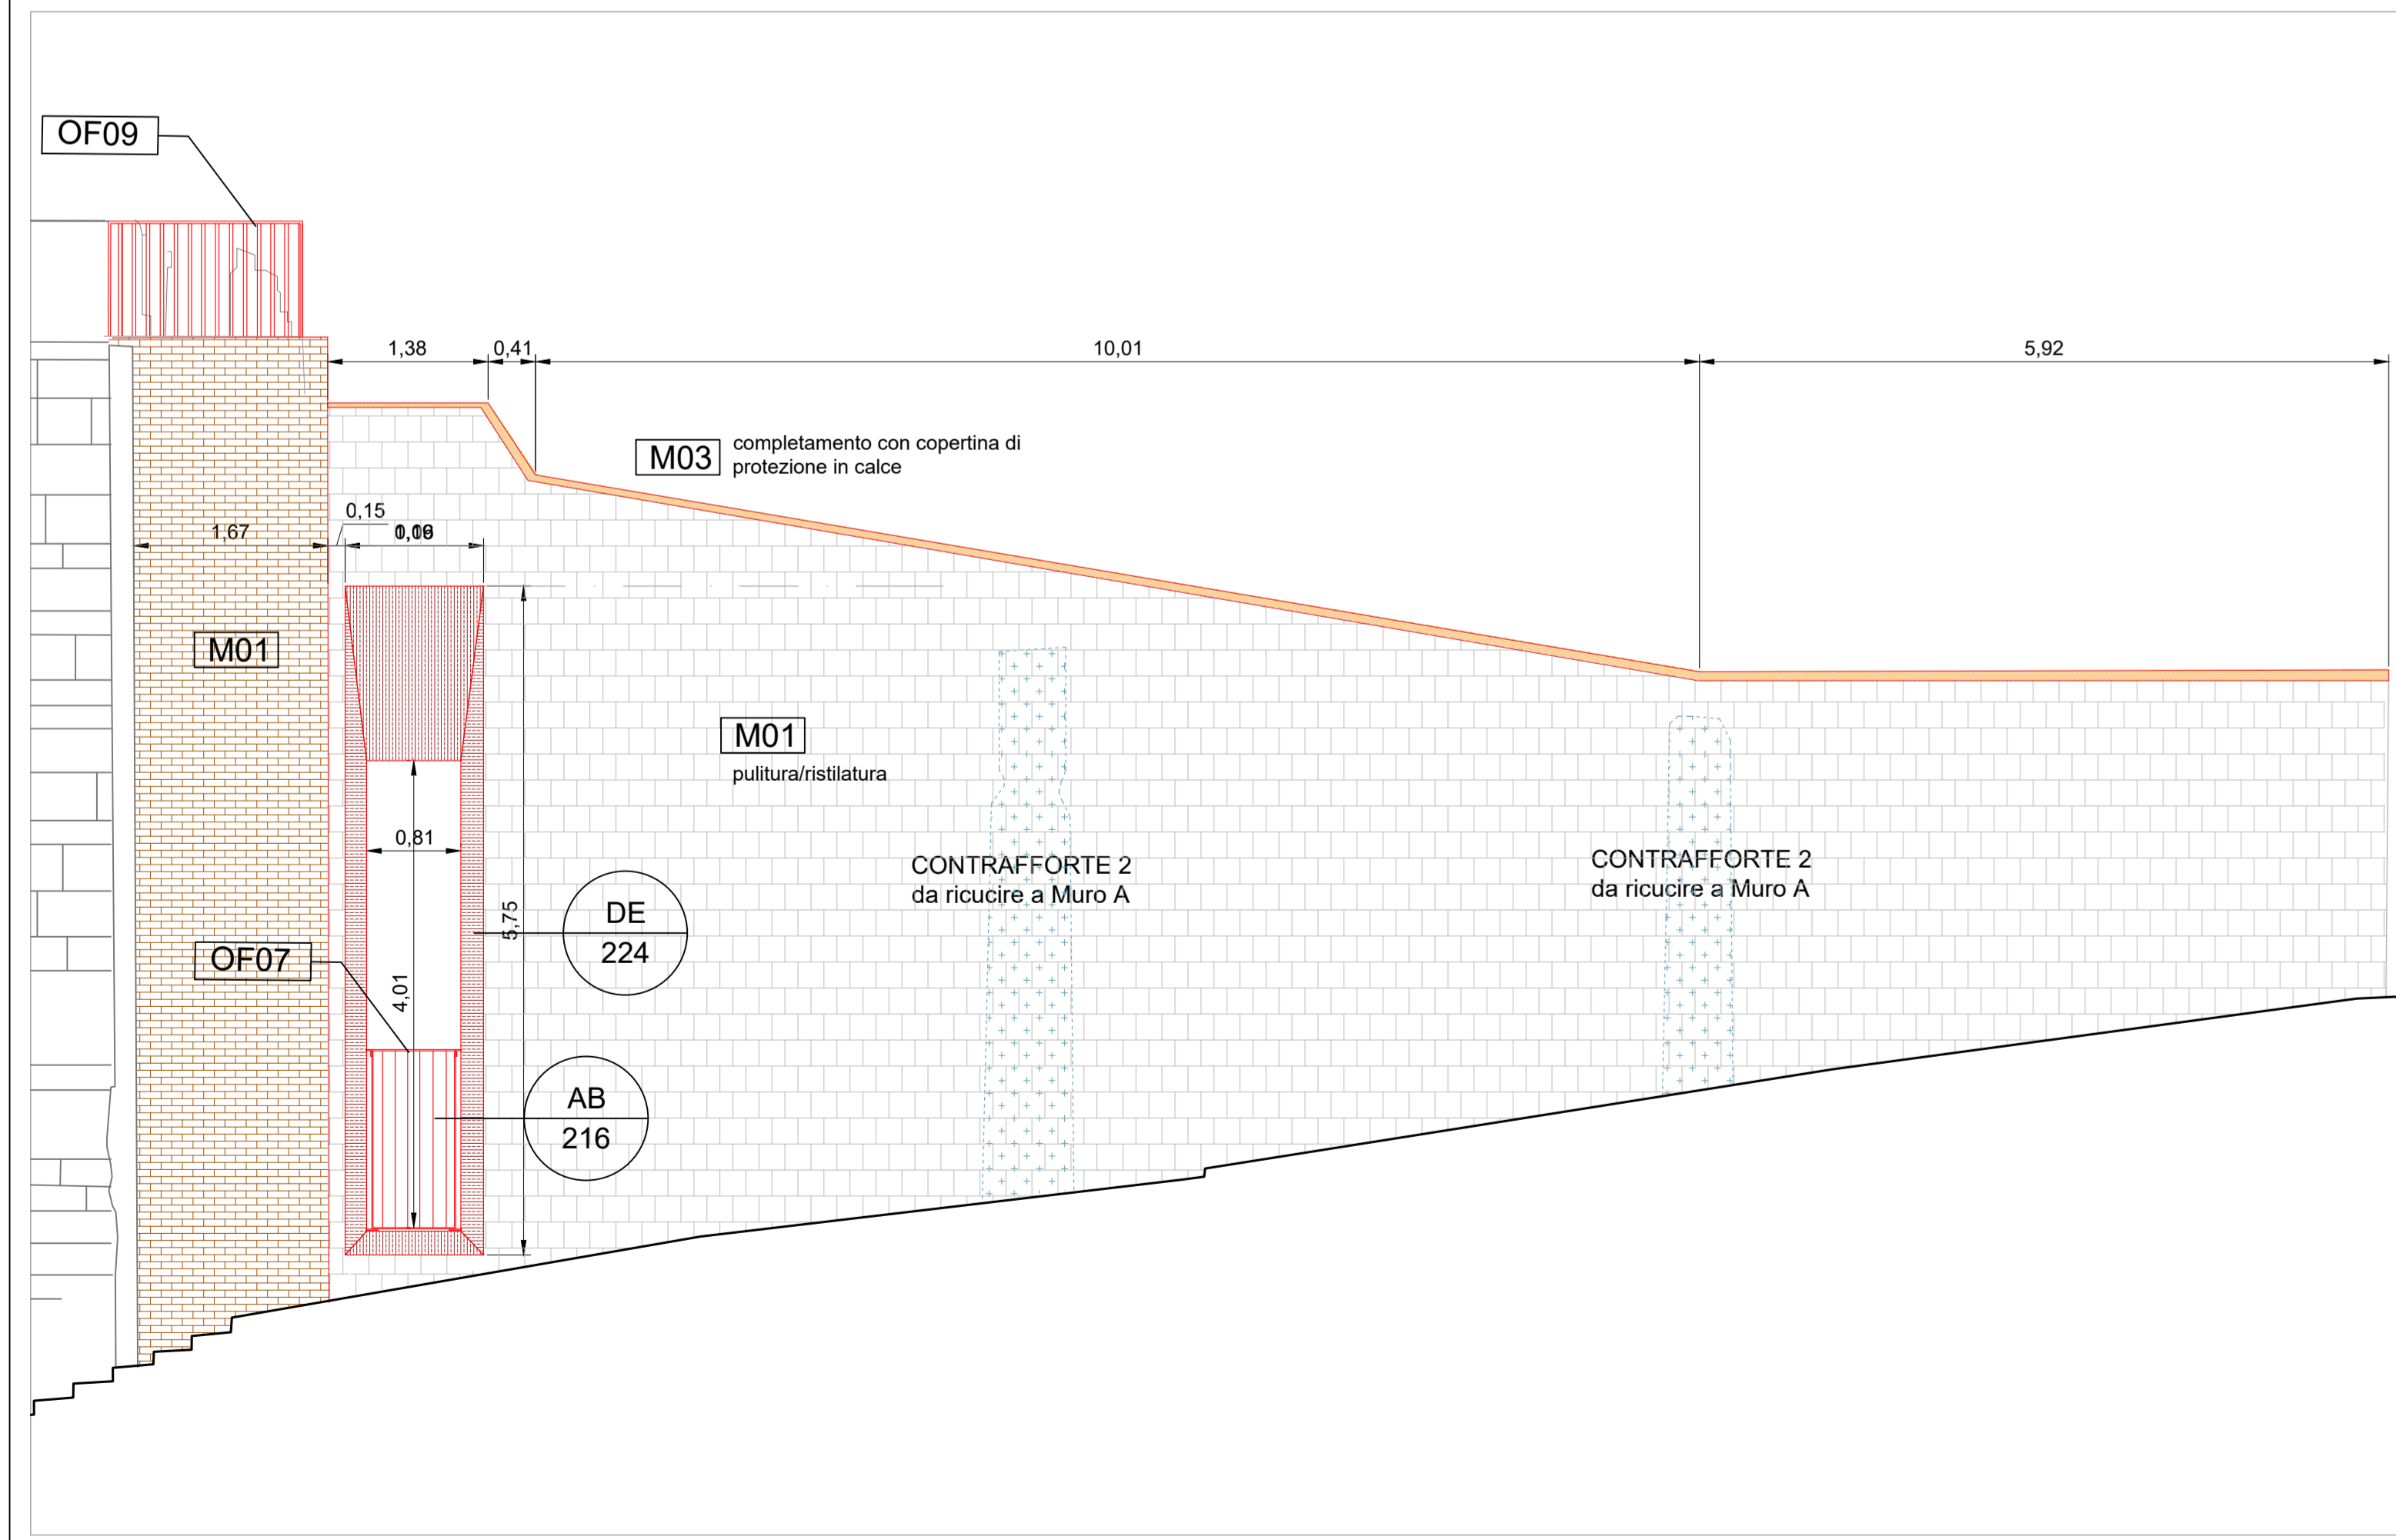 OF09
1,38
0,41
10,01
5,92
M03
completamento con copertina di
protezione in calce
0,15
1,67
M01
M01
pulitura/ristilatura
0,81
CONTRAFFORTE 2
da ricucire a Muro A
CONTRAFFORTE 2
da ricucire a Muro A
DE
224
5,75
OF07
4,01
AB
216